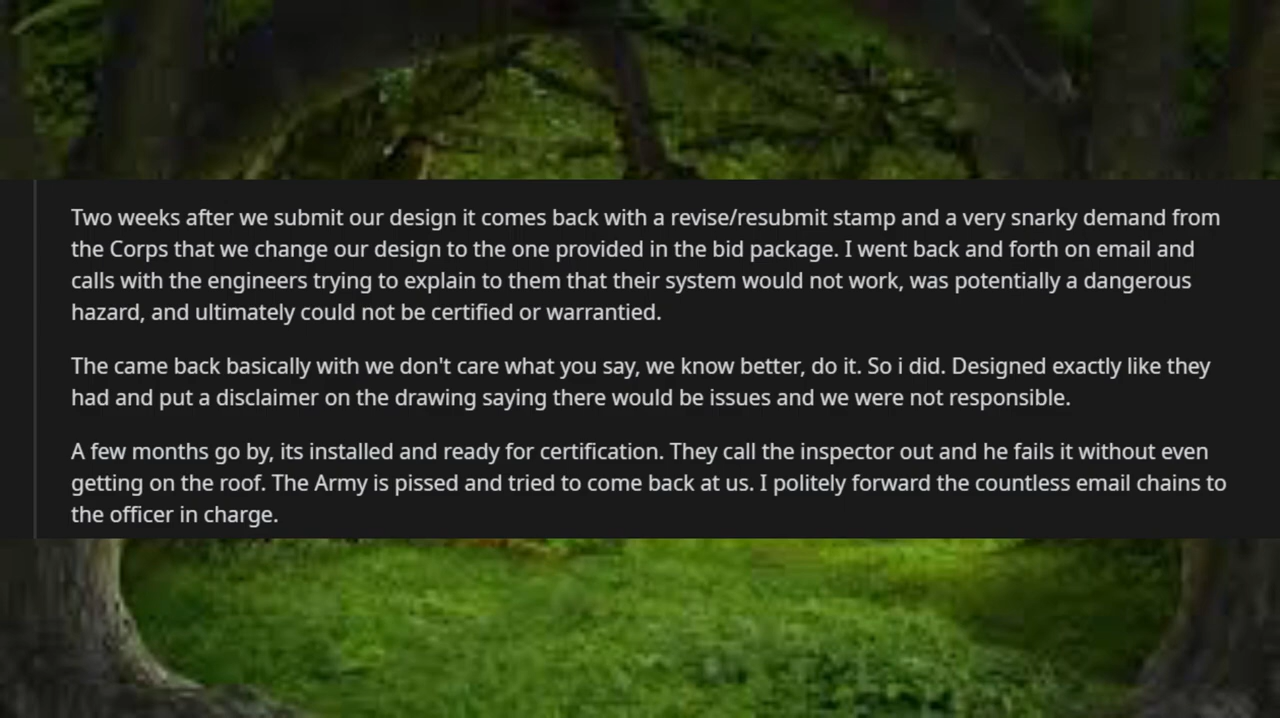 Two weeks after we submit our design it comes back with a revise/resubmit stamp and a very snarky demand from
the Corps that we change our design to the one provided in the bid package. I went back and forth on email and
calls with the engineers trying to explain to them that their system would not work, was potentially a dangerous
hazard, and ultimately could not be certified or warrantied.
The came back basically with we don't care what you say, we know better, do it. So i did. Designed exactly like they
had and put a disclaimer on the drawing saying there would be issues and we were not responsible.
A few months go by, its installed and ready for certification. They call the inspector out and he fails it without even
getting on the roof. The Army is pissed and tried to come back at us. I politely forward the countless email chains to
the officer in charge.